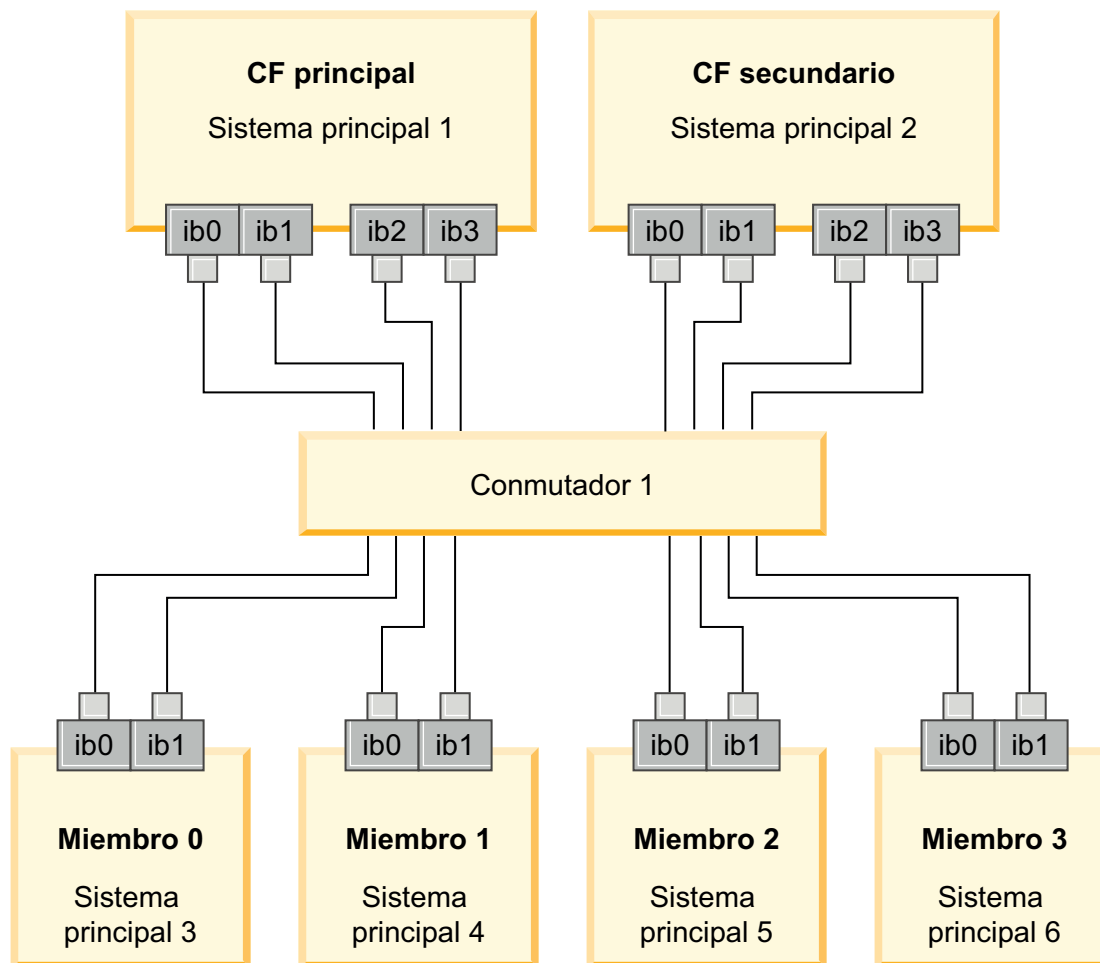 CF principal
Sistema principal 1
ib0 ib1 ib2 ib3
CF secundario
Sistema principal 2
ib0 ib1 ib2 ib3
Conmutador 1
ib0 ib1
Miembro 0
Sistema
principal 3
ib0 ib1
Miembro 1
Sistema
principal 4
ib0 ib1
Miembro 2
Sistema
principal 5
ib0 ib1
Miembro 3
Sistema
principal 6